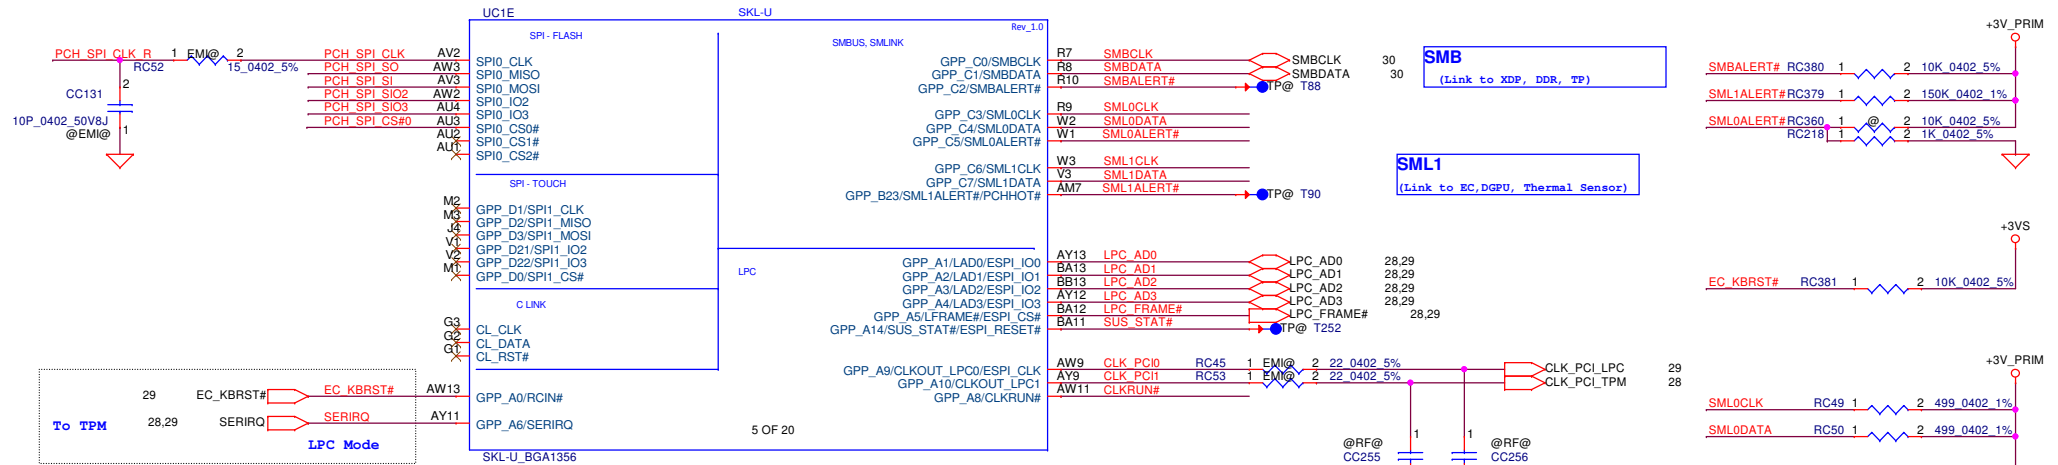 UC1E
SKL-U
Rev_1.0
SPI - FLASH
SMBUS, SMLINK
PCH_SPI_CLK_R 1 EMI@ 2 PCH_SPI_CLK AV2 SPI0_CLK
RC52 15_0402_5%
PCH_SPI_SO AW3 SPI0_MISO
PCH_SPI_SI AV3 SPI0_MOSI
PCH_SPI_SIO2 AW2 SPI0_IO2
PCH_SPI_SIO3 AU4 SPI0_IO3
PCH_SPI_CS#0 AU3 SPI0_CS0#
AU2 SPI0_CS1#
AU1 SPI0_CS2#
2
CC131
10P_0402_50V8J
1
@EMI@
SPI - TOUCH
M2 GPP_D1/SPI1_CLK
M3 GPP_D2/SPI1_MISO
J4 GPP_D3/SPI1_MOSI
V1 GPP_D21/SPI1_IO2
V2 GPP_D22/SPI1_IO3
M1 GPP_D0/SPI1_CS#
C LINK
G3 CL_CLK
G2 CL_DATA
G1 CL_RST#
29 EC_KBRST# EC_KBRST# AW13 GPP_A0/RCIN#
28,29 SERIRQ SERIRQ AY11 GPP_A6/SERIRQ
To TPM
LPC Mode
SKL-U_BGA1356
5 OF 20
GPP_C0/SMBCLK R7 SMBCLK SMBCLK 30
GPP_C1/SMBDATA R8 SMBDATA SMBDATA 30
GPP_C2/SMBALERT# R10 SMBALERT# TP@ T88
GPP_C3/SML0CLK R9 SML0CLK
GPP_C4/SML0DATA W2 SML0DATA
GPP_C5/SML0ALERT# W1 SML0ALERT#
GPP_C6/SML1CLK W3 SML1CLK
GPP_C7/SML1DATA V3 SML1DATA
GPP_B23/SML1ALERT#/PCHHOT# AM7 SML1ALERT# TP@ T90
LPC
GPP_A1/LAD0/ESPI_IO0 AY13 LPC_AD0 LPC_AD0 28,29
GPP_A2/LAD1/ESPI_IO1 BA13 LPC_AD1 LPC_AD1 28,29
GPP_A3/LAD2/ESPI_IO2 BB13 LPC_AD2 LPC_AD2 28,29
GPP_A4/LAD3/ESPI_IO3 AY12 LPC_AD3 LPC_AD3 28,29
GPP_A5/LFRAME#/ESPI_CS# BA12 LPC_FRAME# LPC_FRAME# 28,29
GPP_A14/SUS_STAT#/ESPI_RESET# BA11 SUS_STAT# TP@ T252
GPP_A9/CLKOUT_LPC0/ESPI_CLK AW9 CLK_PCI0 RC45 1 EMI@ 2 22_0402_5% CLK_PCI_LPC 29
GPP_A10/CLKOUT_LPC1 AY9 CLK_PCI1 RC53 1 EMI@ 2 22_0402_5% CLK_PCI_TPM 28
GPP_A8/CLKRUN# AW11 CLKRUN#
1 1
@RF@ @RF@
CC255 CC256
SMB
(Link to XDP, DDR, TP)
SML1
(Link to EC,DGPU, Thermal Sensor)
+3V_PRIM
SMBALERT# RC380 1 2 10K_0402_5%
SML1ALERT# RC379 1 2 150K_0402_1%
SML0ALERT# RC360 1 @ 2 10K_0402_5%
RC218 1 2 1K_0402_5%
+3VS
EC_KBRST# RC381 1 2 10K_0402_5%
+3V_PRIM
SML0CLK RC49 1 2 499_0402_1%
SML0DATA RC50 1 2 499_0402_1%